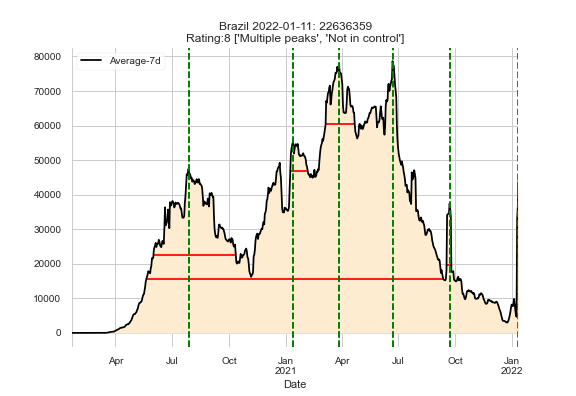 Brazil 2022-01-11: 22636359
Rating:8 ['Multiple peaks', 'Not in control']
Average-7d
80000
70000
60000
50000
40000
30000
20000
10000
0
Apr Jul Oct Jan Apr Jul Oct Jan
2021 2022
Date